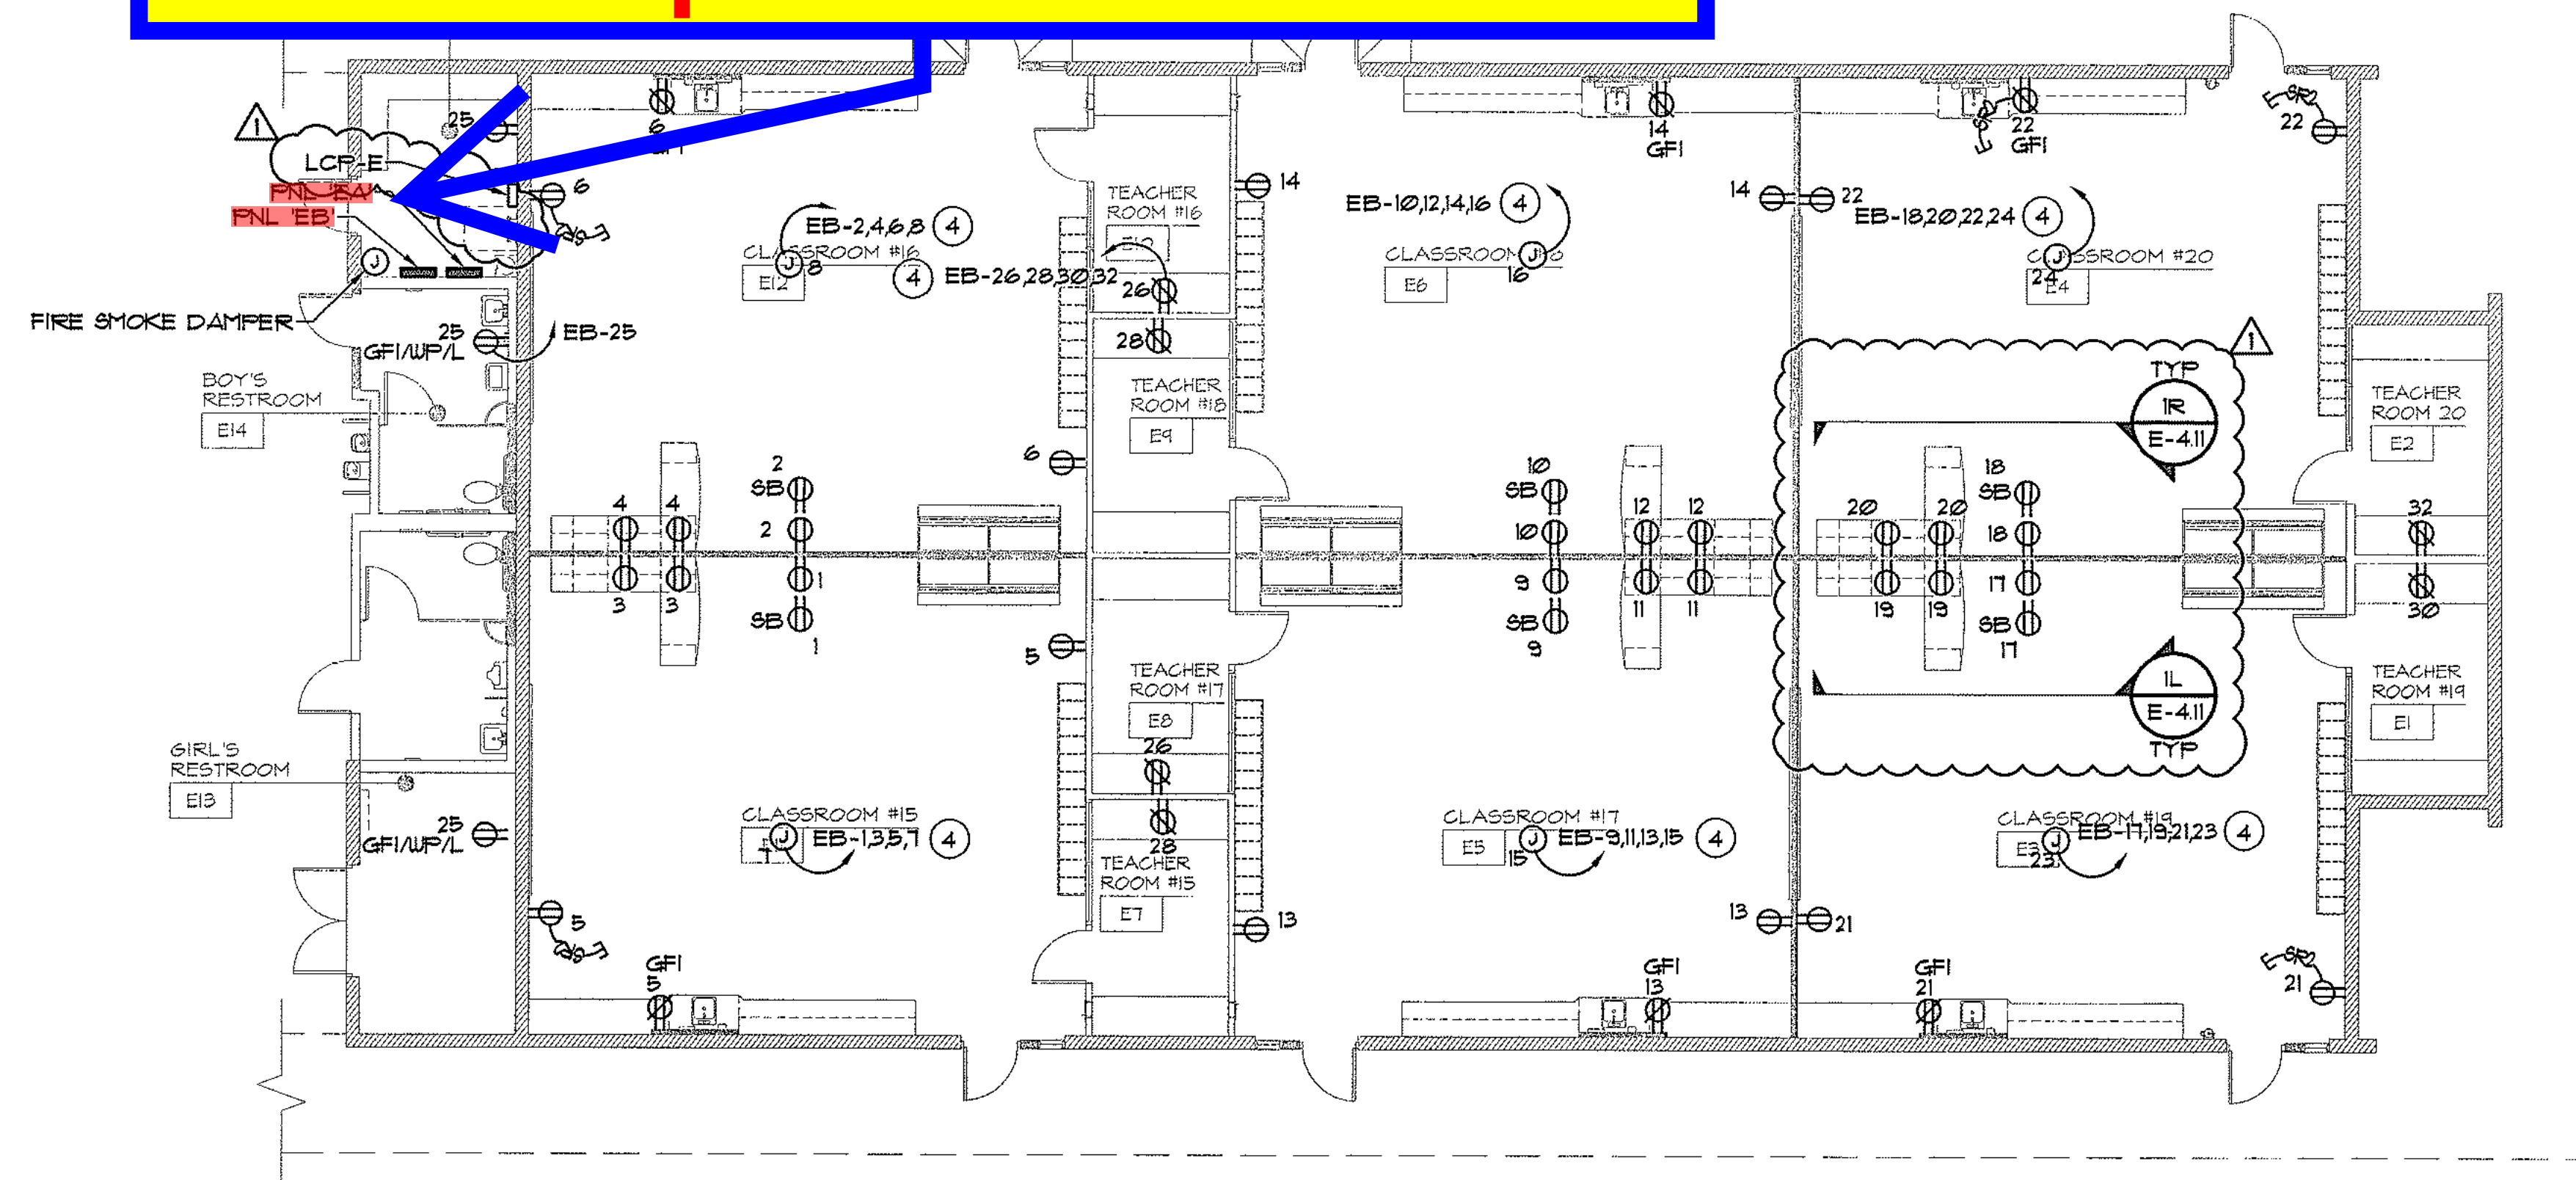 1
25
6
LCP-E
PNL 'EA'
PNL 'EB'
6
E SR2
J
FIRE SMOKE DAMPER
25
GFI/WP/L
EB-25
BOY'S
RESTROOM
E14
GIRL'S
RESTROOM
E13
25
GFI/WP/L
EB-2,4,6,8
4
CLASSROOM #16
J
8
E12
4
EB-26,28,30,32
TEACHER
ROOM #16
26
28
TEACHER
ROOM #18
E9
14
14
GFI
EB-10,12,14,16
4
J
16
E6
14
22
E SR2
22
GFI
E SR2
22
EB-18,20,22,24
4
J
CLASSROOM #20
24
E4
1
TYP
1R
E-4.11
TEACHER
ROOM 20
E2
6
2
SB
4
4
2
1
3
3
SB
1
5
10
SB
12
12
10
9
11
11
SB
9
18
SB
20
20
18
17
19
19
SB
17
32
30
1L
E-4.11
TYP
TEACHER
ROOM #19
E1
TEACHER
ROOM #17
E8
26
28
TEACHER
ROOM #15
E7
CLASSROOM #15
J
EB-1,3,5,7
4
CLASSROOM #17
E5
J
15
EB-9,11,13,15
4
CLASSROOM #19
E3
J
23
EB-17,19,21,23
4
5
E SR2
GFI
5
13
GFI
13
13
21
GFI
21
E SR2
21